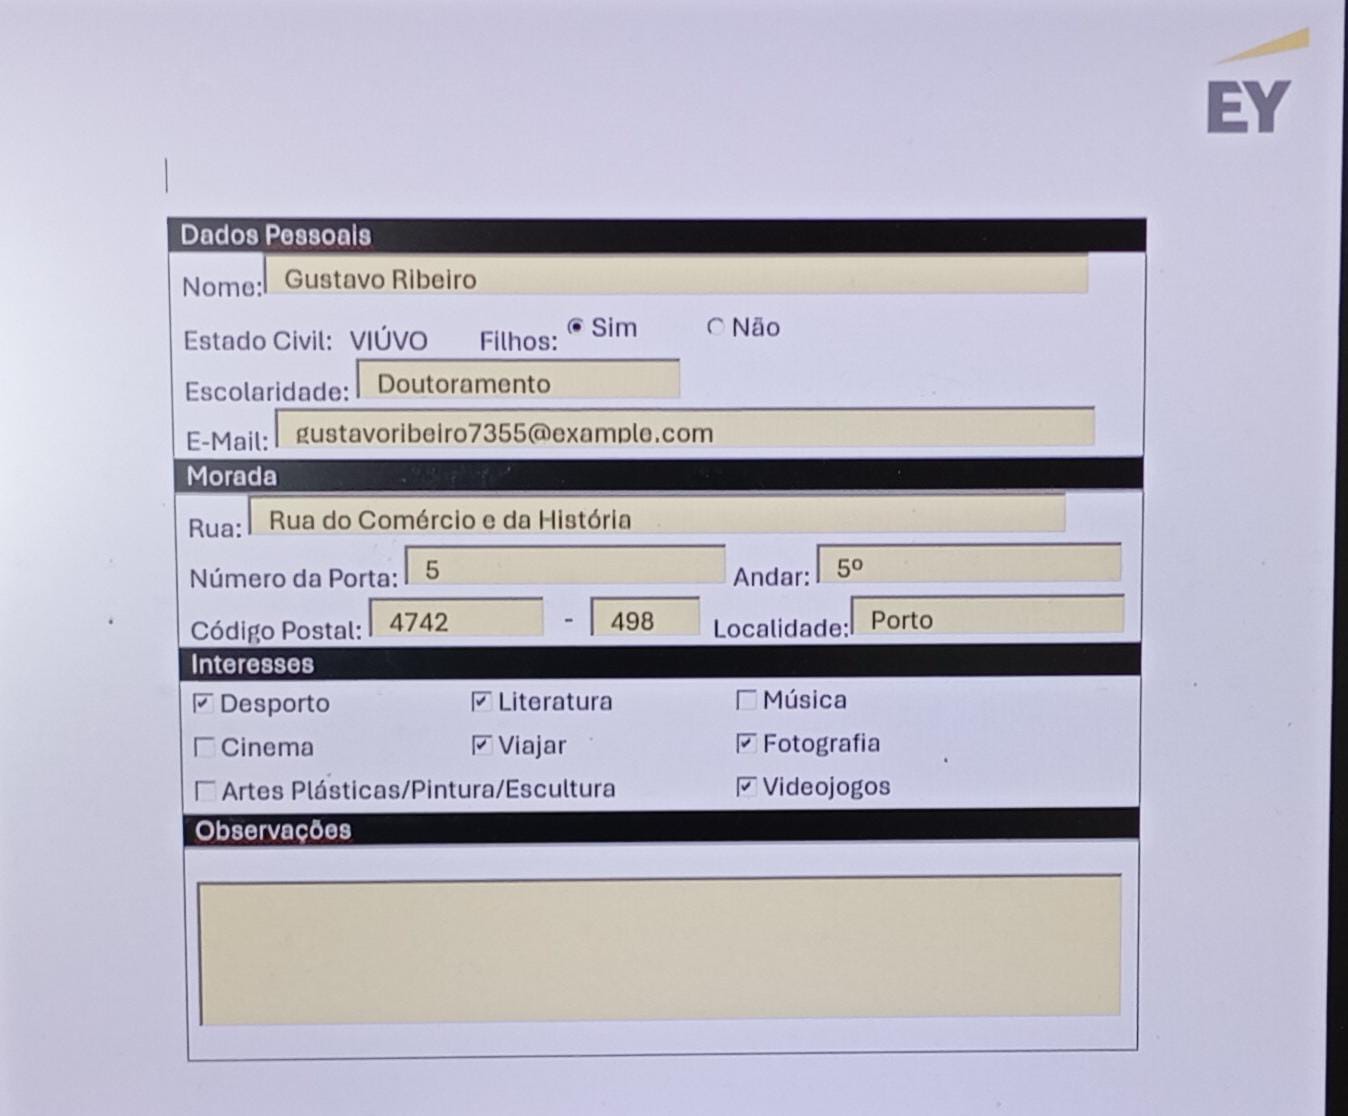 EY
Dados Pessoais
Nome: Gustavo Ribeiro
Estado Civil: VIÚVO Filhos: Sim Não
Escolaridade: Doutoramento
E-Mail: gustavoribeiro7355@example.com
Morada
Rua: Rua do Comércio e da História
Número da Porta: 5 Andar: 5º
Código Postal: 4742 - 498 Localidade: Porto
Interesses
Desporto Literatura Música
Cinema Viajar Fotografia
Artes Plásticas/Pintura/Escultura Videojogos
Observações